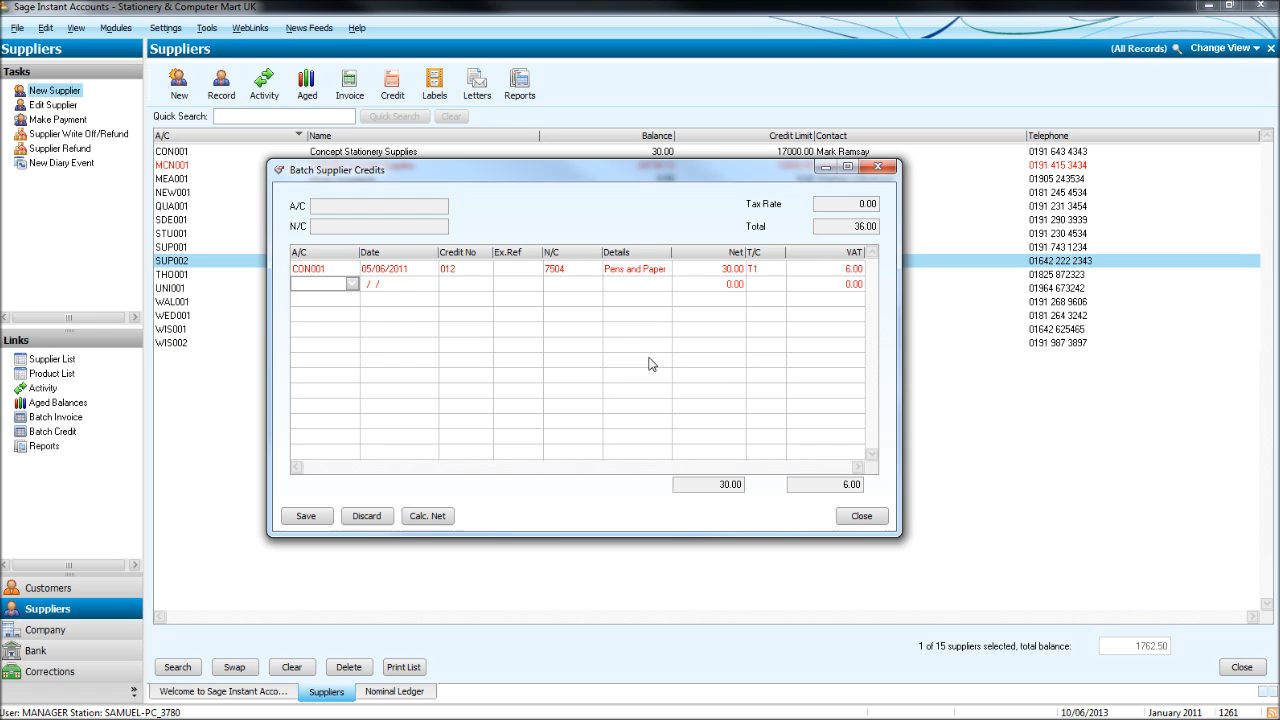 Sage Instant Accounts - Stationery & Computer Mart UK
File Edit View Modules Settings Tools WebLinks News Feeds Help
Suppliers
Suppliers
(All Records) Change View
Tasks
New Supplier
Edit Supplier
Make Payment
Supplier Write Off/Refund
Supplier Refund
New Diary Event
New Record Activity Aged Invoice Credit Labels Letters Reports
Quick Search: Quick Search Clear
A/C Name Balance Credit Limit Contact Telephone
CON001 Concept Stationery Supplies 30.00 17000.00 Mark Ramsay 0191 643 4343
MCN001 0191 415 3434
MEA001 01905 243534
NEW001 0181 245 4534
QUA001 0191 231 3454
SDE001 0191 290 3939
STU001 0191 230 4534
SUP001 0191 743 1234
SUP002 01642 222 2343
THO001 01825 872323
UNI001 01964 673242
WAL001 0191 268 9606
WED001 0181 264 3242
WIS001 01642 625465
WIS002 0191 987 3897
Batch Supplier Credits
A/C
Tax Rate 0.00
N/C
Total 36.00
A/C Date Credit No Ex.Ref N/C Details Net T/C VAT
CON001 05/06/2011 012 7504 Pens and Paper 30.00 T1 6.00
/ / 0.00 0.00
30.00 6.00
Save Discard Calc. Net Close
Links
Supplier List
Product List
Activity
Aged Balances
Batch Invoice
Batch Credit
Reports
Customers
Suppliers
Company
Bank
Corrections
1 of 15 suppliers selected, total balance: 1762.50
Search Swap Clear Delete Print List Close
Welcome to Sage Instant Acco... Suppliers Nominal Ledger
User: MANAGER Station: SAMUEL-PC_3780
10/06/2013 January 2011 1261